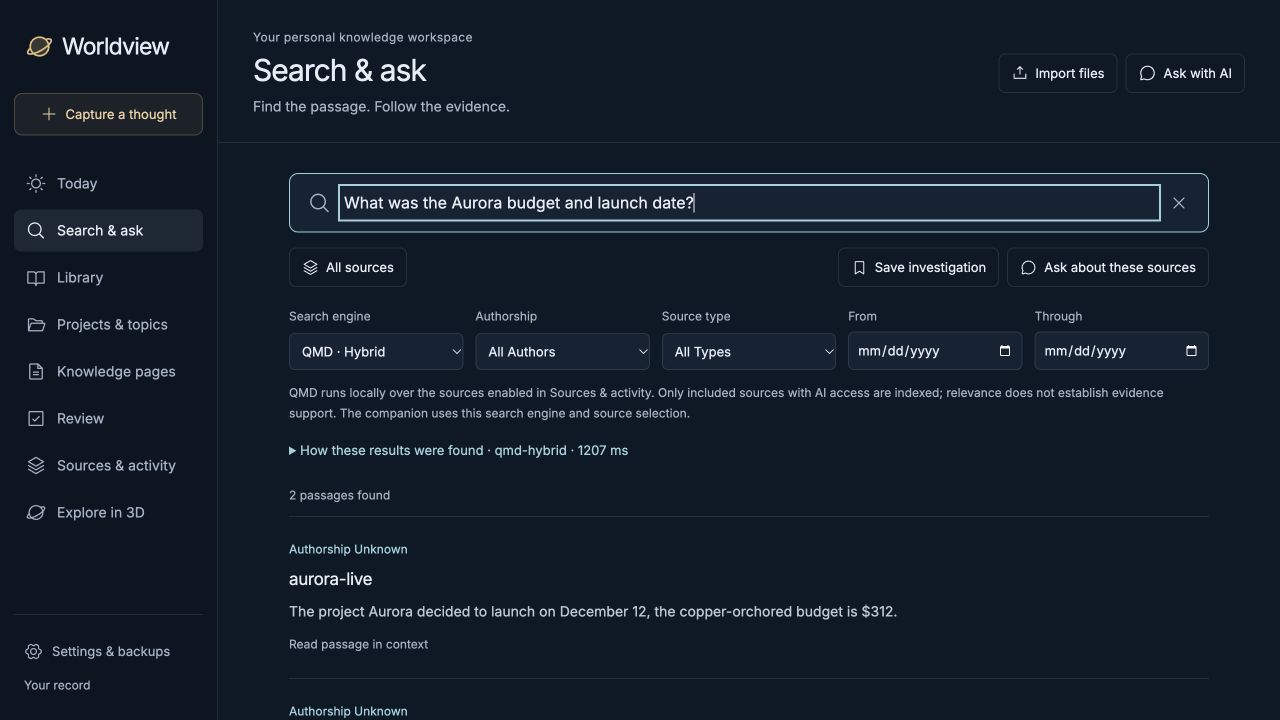 Worldview
Capture a thought
Today
Search & ask
Library
Projects & topics
Knowledge pages
Review
Sources & activity
Explore in 3D
Settings & backups
Your record
Your personal knowledge workspace
Search & ask
Find the passage. Follow the evidence.
Import files
Ask with AI
What was the Aurora budget and launch date?
All sources
Save investigation
Ask about these sources
Search engine
Authorship
Source type
From
Through
QMD · Hybrid
All Authors
All Types
mm/dd/yyyy
mm/dd/yyyy
QMD runs locally over the sources enabled in Sources & activity. Only included sources with AI access are indexed; relevance does not establish evidence
support. The companion uses this search engine and source selection.
How these results were found · qmd-hybrid · 1207 ms
2 passages found
Authorship Unknown
aurora-live
The project Aurora decided to launch on December 12, the copper-orchored budget is $312.
Read passage in context
Authorship Unknown